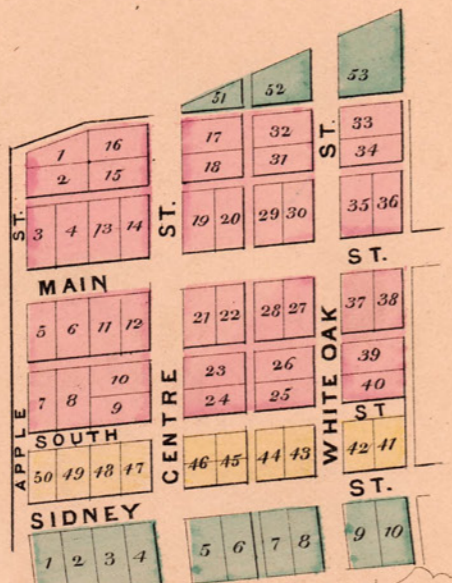 53
51 52
1 16 17 32 33
2 15 18 31 34
3 4 13 14 19 20 29 30 35 36
MAIN ST.
5 6 11 12 21 22 28 27 37 38
7 8 10 23 26 39
9 24 25 40
SOUTH ST
50 49 48 47 46 45 44 43 42 41
SIDNEY ST.
1 2 3 4 5 6 7 8 9 10
APPLE ST.
CENTRE ST.
WHITE OAK ST.